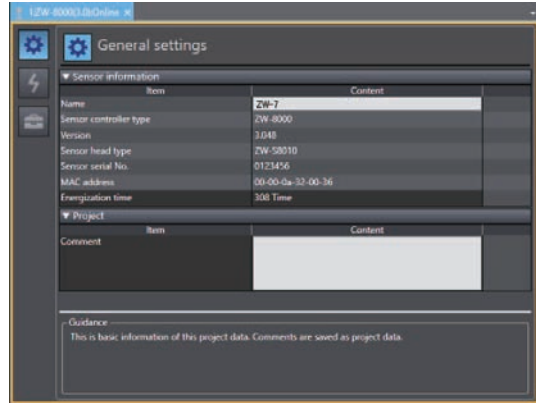 1:ZW-8000(3.0):Online ×
General settings
▼ Sensor information
Item Content
Name ZW-7
Sensor controller type ZW-8000
Version 3.048
Sensor head type ZW-S8010
Sensor serial No. 0123456
MAC address 00-00-0a-32-00-36
Energization time 308 Time
▼ Project
Item Content
Comment
Guidance
This is basic information of this project data. Comments are saved as project data.